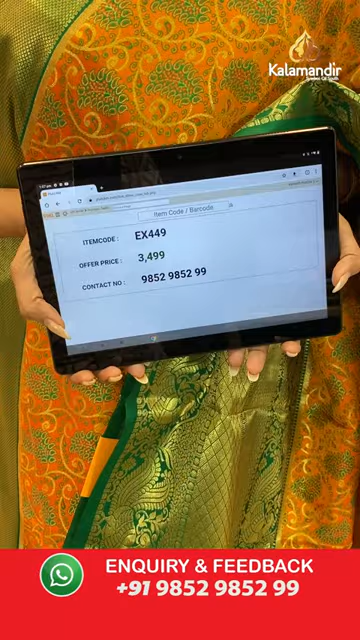 Kalamandir
Item Code / Barcode
ITEMCODE :
EX449
OFFER PRICE :
3,499
CONTACT NO :
9852 9852 99
ENQUIRY & FEEDBACK
+91 9852 9852 99